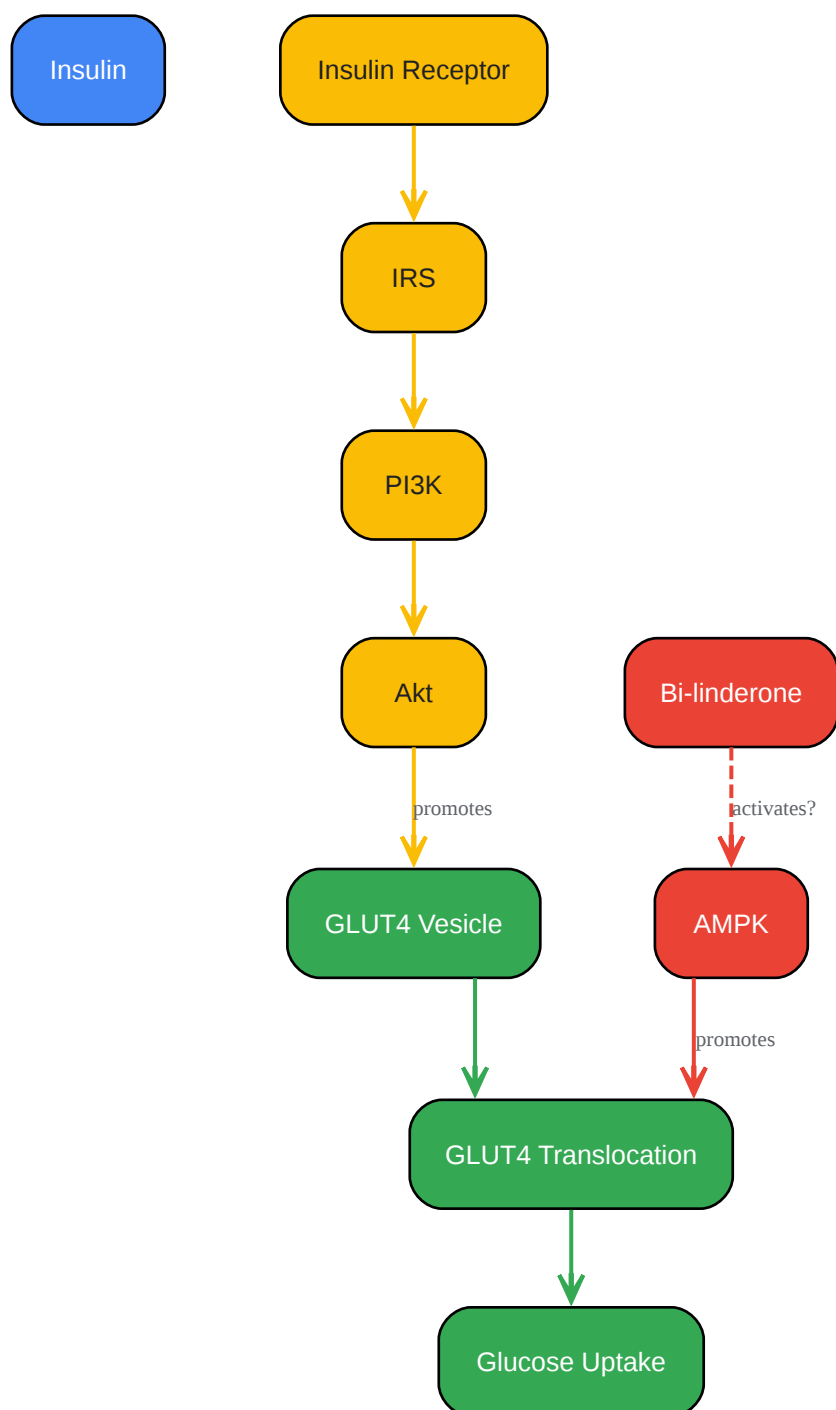 Insulin
Insulin Receptor
IRS
PI3K
Akt
Bi-linderone
promotes
activates?
GLUT4 Vesicle
AMPK
promotes
GLUT4 Translocation
Glucose Uptake